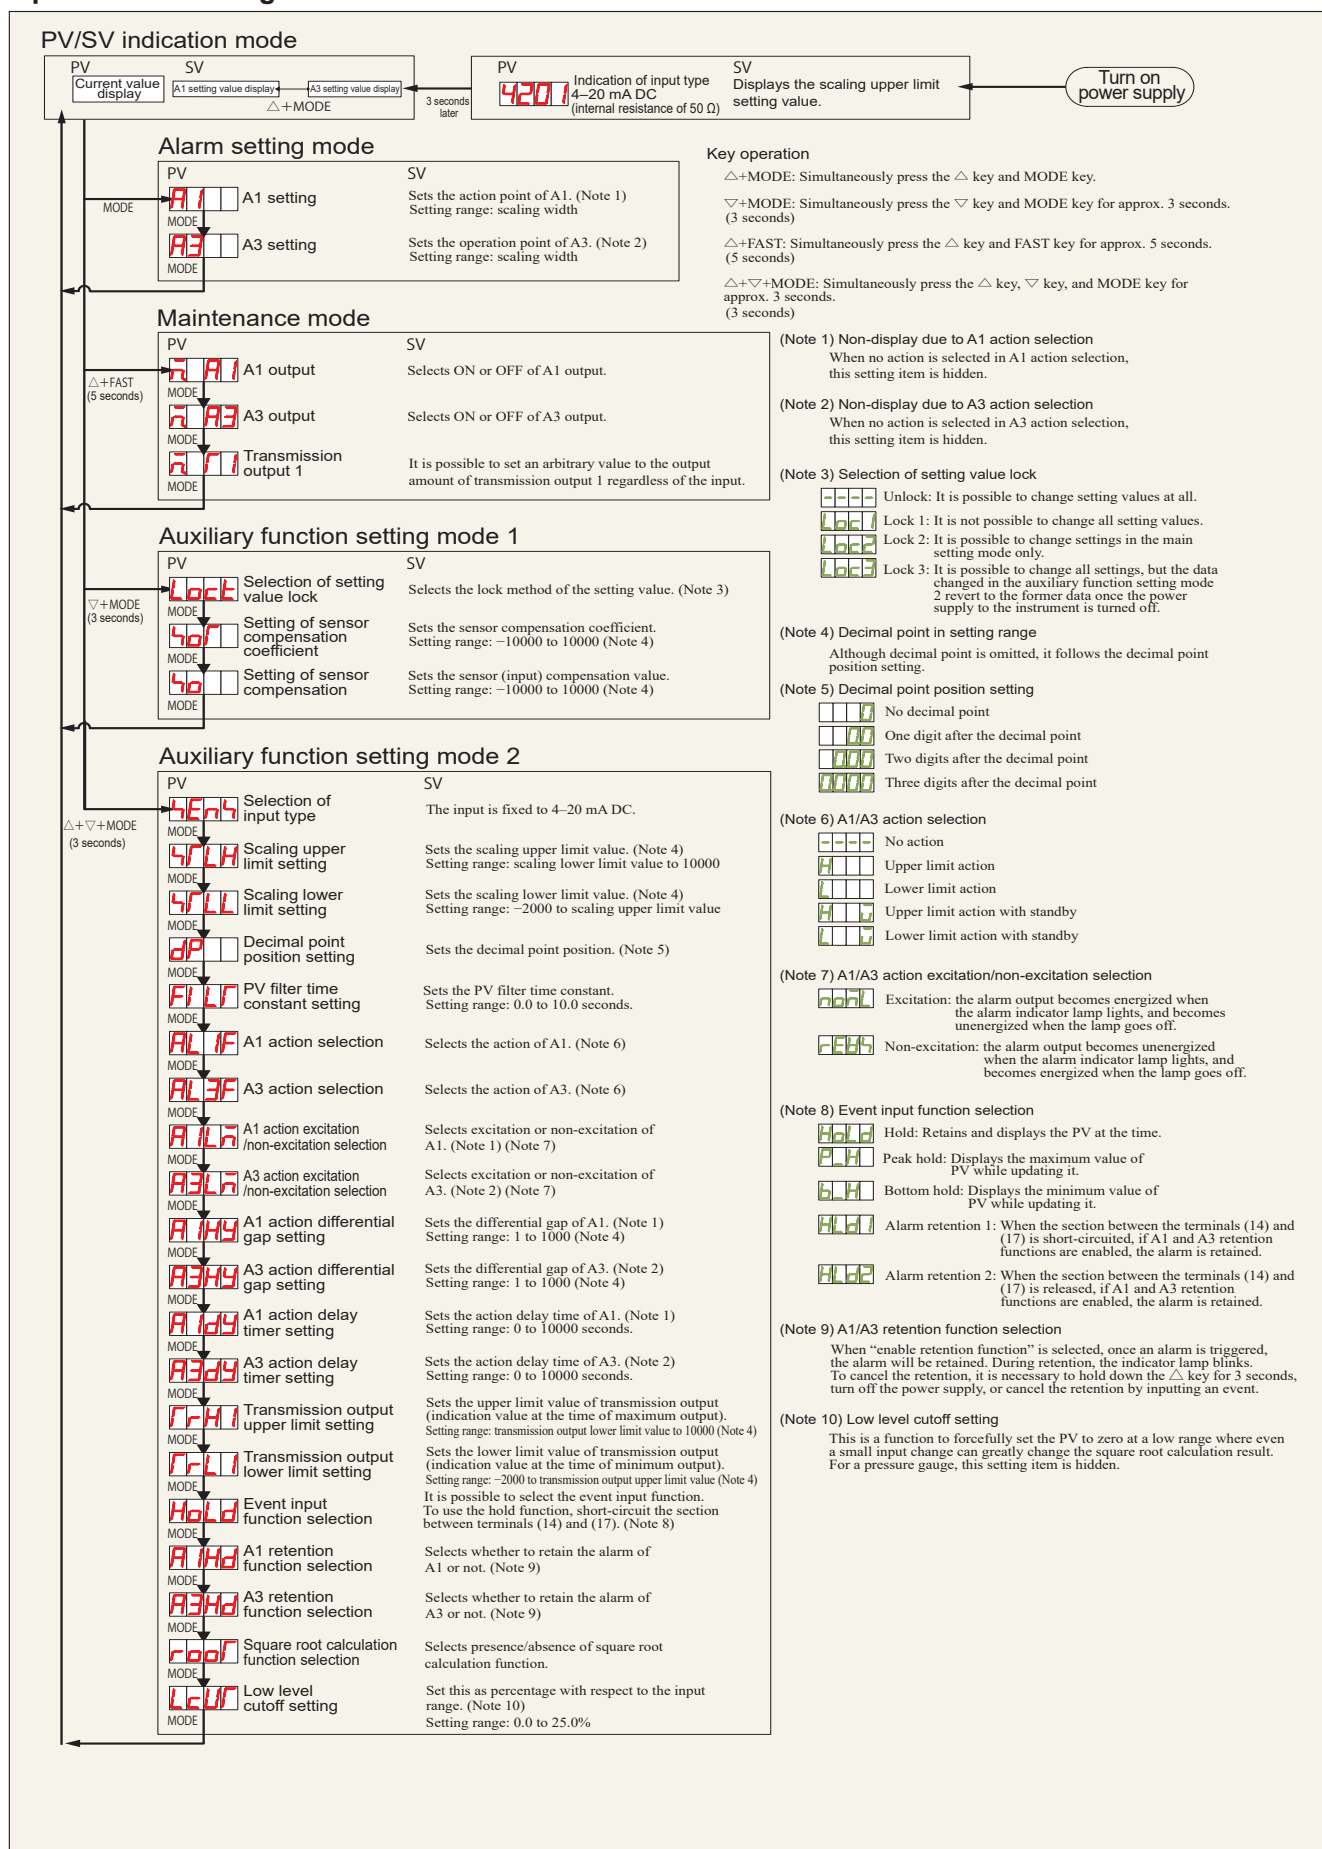 PV/SV indication mode
PV SV
Current value display
A1 setting value display
A3 setting value display
△+MODE
3 seconds later
PV SV
4201
Indication of input type
4–20 mA DC
(internal resistance of 50 Ω)
Displays the scaling upper limit
setting value.
Turn on
power supply
Alarm setting mode
PV SV
MODE
A1 A1 setting
Sets the action point of A1. (Note 1)
Setting range: scaling width
MODE
A3 A3 setting
Sets the operation point of A3. (Note 2)
Setting range: scaling width
MODE
Maintenance mode
PV SV
△+FAST
(5 seconds)
A1 output
Selects ON or OFF of A1 output.
MODE
A3 output
Selects ON or OFF of A3 output.
MODE
Transmission
output 1
It is possible to set an arbitrary value to the output
amount of transmission output 1 regardless of the input.
MODE
Auxiliary function setting mode 1
PV SV
▽+MODE
(3 seconds)
Loct
Selection of setting
value lock
Selects the lock method of the setting value. (Note 3)
MODE
Setting of sensor
compensation
coefficient
Sets the sensor compensation coefficient.
Setting range: −10000 to 10000 (Note 4)
MODE
Setting of sensor
compensation
Sets the sensor (input) compensation value.
Setting range: −10000 to 10000 (Note 4)
MODE
Auxiliary function setting mode 2
PV SV
△+▽+MODE
(3 seconds)
Selection of
input type
The input is fixed to 4–20 mA DC.
MODE
Scaling upper
limit setting
Sets the scaling upper limit value. (Note 4)
Setting range: scaling lower limit value to 10000
MODE
Scaling lower
limit setting
Sets the scaling lower limit value. (Note 4)
Setting range: −2000 to scaling upper limit value
MODE
dP
Decimal point
position setting
Sets the decimal point position. (Note 5)
MODE
PV filter time
constant setting
Sets the PV filter time constant.
Setting range: 0.0 to 10.0 seconds.
MODE
AL1F
A1 action selection
Selects the action of A1. (Note 6)
MODE
AL3F
A3 action selection
Selects the action of A3. (Note 6)
MODE
A1 action excitation
/non-excitation selection
Selects excitation or non-excitation of
A1. (Note 1) (Note 7)
MODE
A3 action excitation
/non-excitation selection
Selects excitation or non-excitation of
A3. (Note 2) (Note 7)
MODE
A1HY
A1 action differential
gap setting
Sets the differential gap of A1. (Note 1)
Setting range: 1 to 1000 (Note 4)
MODE
A3HY
A3 action differential
gap setting
Sets the differential gap of A3. (Note 2)
Setting range: 1 to 1000 (Note 4)
MODE
A1dY
A1 action delay
timer setting
Sets the action delay time of A1. (Note 1)
Setting range: 0 to 10000 seconds.
MODE
A3dY
A3 action delay
timer setting
Sets the action delay time of A3. (Note 2)
Setting range: 0 to 10000 seconds.
MODE
TrH1
Transmission output
upper limit setting
Sets the upper limit value of transmission output
(indication value at the time of maximum output).
Setting range: transmission output lower limit value to 10000 (Note 4)
MODE
TrL1
Transmission output
lower limit setting
Sets the lower limit value of transmission output
(indication value at the time of minimum output).
Setting range: −2000 to transmission output upper limit value (Note 4)
MODE
HoLd
Event input
function selection
It is possible to select the event input function.
To use the hold function, short-circuit the section
between terminals (14) and (17). (Note 8)
MODE
A1Hd
A1 retention
function selection
Selects whether to retain the alarm of
A1 or not. (Note 9)
MODE
A3Hd
A3 retention
function selection
Selects whether to retain the alarm of
A3 or not. (Note 9)
MODE
rooT
Square root calculation
function selection
Selects presence/absence of square root
calculation function.
MODE
LcUT
Low level
cutoff setting
Set this as percentage with respect to the input
range. (Note 10)
Setting range: 0.0 to 25.0%
MODE
Key operation
△+MODE: Simultaneously press the △ key and MODE key.
▽+MODE: Simultaneously press the ▽ key and MODE key for approx. 3 seconds.
(3 seconds)
△+FAST: Simultaneously press the △ key and FAST key for approx. 5 seconds.
(5 seconds)
△+▽+MODE: Simultaneously press the △ key, ▽ key, and MODE key for
approx. 3 seconds.
(3 seconds)
(Note 1) Non-display due to A1 action selection
When no action is selected in A1 action selection,
this setting item is hidden.
(Note 2) Non-display due to A3 action selection
When no action is selected in A3 action selection,
this setting item is hidden.
(Note 3) Selection of setting value lock
---- Unlock: It is possible to change setting values at all.
Loc1 Lock 1: It is not possible to change all setting values.
Loc2 Lock 2: It is possible to change settings in the main
setting mode only.
Loc3 Lock 3: It is possible to change all settings, but the data
changed in the auxiliary function setting mode
2 revert to the former data once the power
supply to the instrument is turned off.
(Note 4) Decimal point in setting range
Although decimal point is omitted, it follows the decimal point
position setting.
(Note 5) Decimal point position setting
0 No decimal point
00 One digit after the decimal point
000 Two digits after the decimal point
0000 Three digits after the decimal point
(Note 6) A1/A3 action selection
---- No action
H Upper limit action
L Lower limit action
Upper limit action with standby
Lower limit action with standby
(Note 7) A1/A3 action excitation/non-excitation selection
Excitation: the alarm output becomes energized when
the alarm indicator lamp lights, and becomes
unenergized when the lamp goes off.
Non-excitation: the alarm output becomes unenergized
when the alarm indicator lamp lights, and
becomes energized when the lamp goes off.
(Note 8) Event input function selection
HoLd Hold: Retains and displays the PV at the time.
P_H Peak hold: Displays the maximum value of
PV while updating it.
b_H Bottom hold: Displays the minimum value of
PV while updating it.
HLd1 Alarm retention 1: When the section between the terminals (14) and
(17) is short-circuited, if A1 and A3 retention
functions are enabled, the alarm is retained.
HLd2 Alarm retention 2: When the section between the terminals (14) and
(17) is released, if A1 and A3 retention
functions are enabled, the alarm is retained.
(Note 9) A1/A3 retention function selection
When “enable retention function” is selected, once an alarm is triggered,
the alarm will be retained. During retention, the indicator lamp blinks.
To cancel the retention, it is necessary to hold down the △ key for 3 seconds,
turn off the power supply, or cancel the retention by inputting an event.
(Note 10) Low level cutoff setting
This is a function to forcefully set the PV to zero at a low range where even
a small input change can greatly change the square root calculation result.
For a pressure gauge, this setting item is hidden.